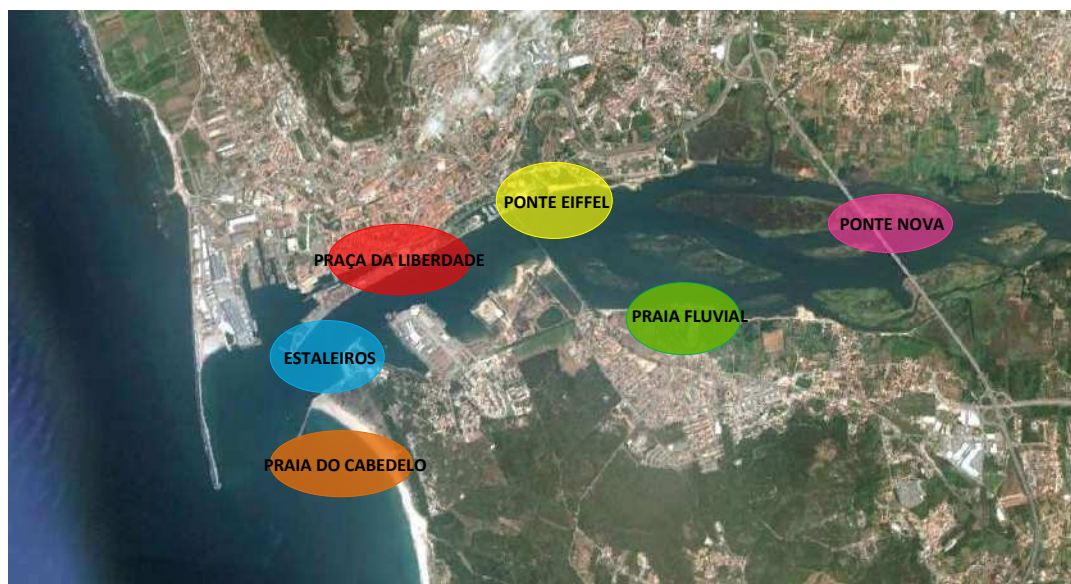 PONTE EIFFEL
PONTE NOVA
PRAÇA DA LIBERDADE
PRAIA FLUVIAL
ESTALEIROS
PRAIA DO CABEDELO